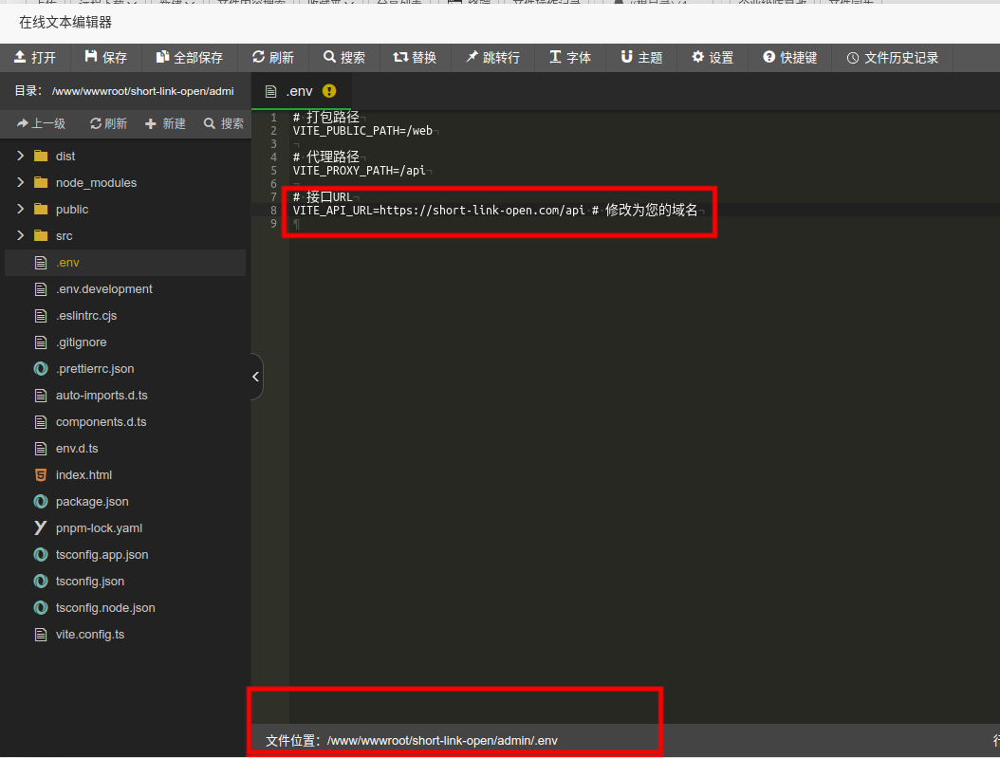 在线文本编辑器
打开 保存 全部保存 刷新 搜索 替换 跳转行 字体 主题 设置 快捷键 文件历史记录
目录： /www/wwwroot/short-link-open/admi
.env
上一级 刷新 新建 搜索
dist
node_modules
public
src
.env
.env.development
.eslintrc.cjs
.gitignore
.prettierrc.json
auto-imports.d.ts
components.d.ts
env.d.ts
index.html
package.json
pnpm-lock.yaml
tsconfig.app.json
tsconfig.json
tsconfig.node.json
vite.config.ts
1 # 打包路径
2 VITE_PUBLIC_PATH=/web
3
4 # 代理路径
5 VITE_PROXY_PATH=/api
6
7 # 接口URL
8 VITE_API_URL=https://short-link-open.com/api # 修改为您的域名
9
文件位置：/www/wwwroot/short-link-open/admin/.env